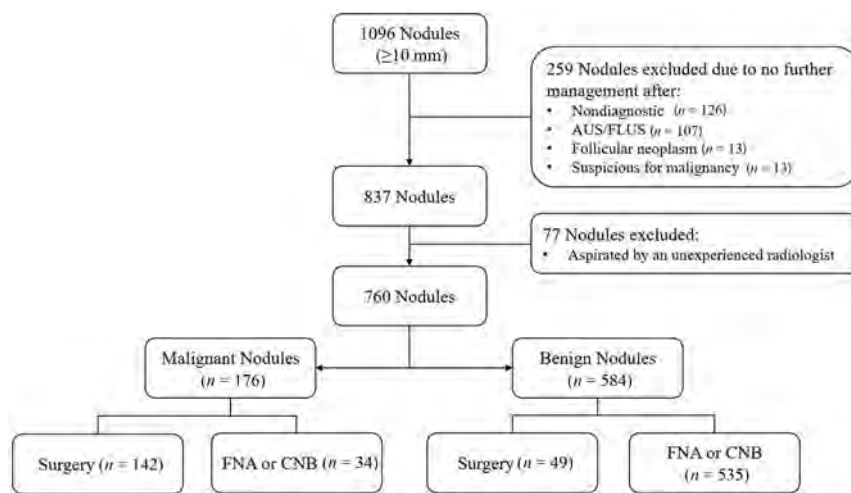 1096 Nodules
(≥10 mm)
259 Nodules excluded due to no further
management after:
• Nondiagnostic (n = 126)
• AUS/FLUS (n = 107)
• Follicular neoplasm (n = 13)
• Suspicious for malignancy (n = 13)
837 Nodules
77 Nodules excluded:
• Aspirated by an unexperienced radiologist
760 Nodules
Malignant Nodules
(n = 176)
Benign Nodules
(n = 584)
Surgery (n = 142)
FNA or CNB (n = 34)
Surgery (n = 49)
FNA or CNB
(n = 535)